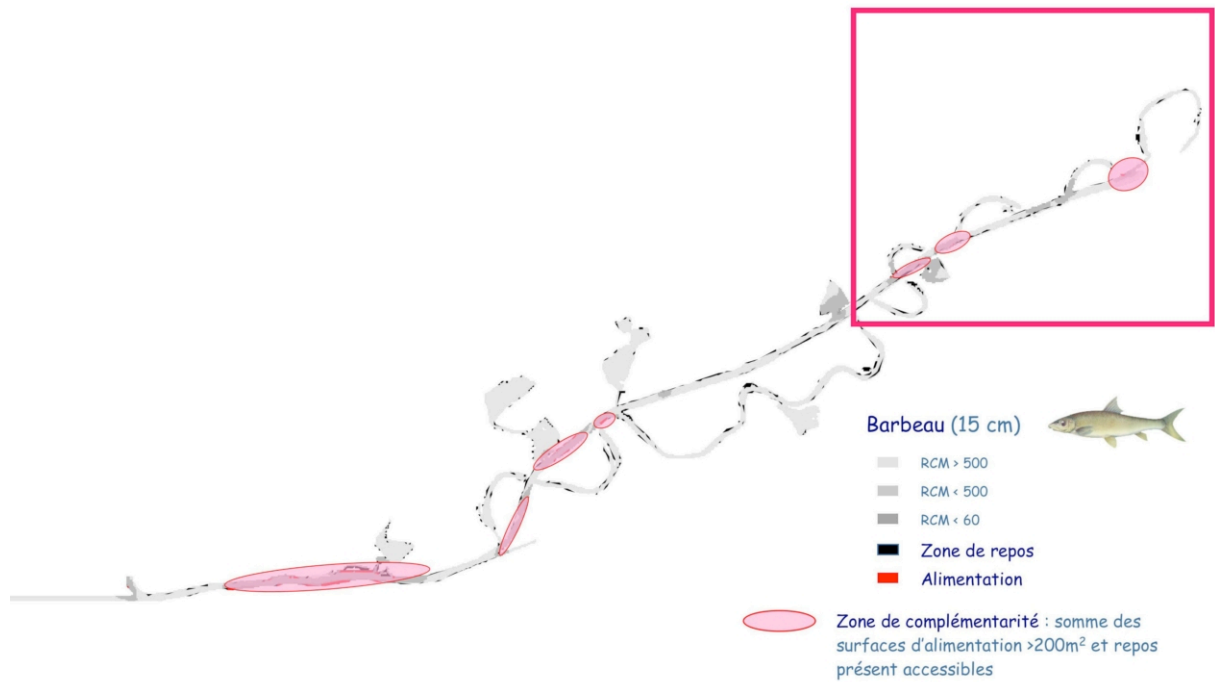 Barbeau (15 cm)
RCM > 500
RCM < 500
RCM < 60
Zone de repos
Alimentation
Zone de complémentarité : somme des
surfaces d'alimentation >200m² et repos
présent accessibles